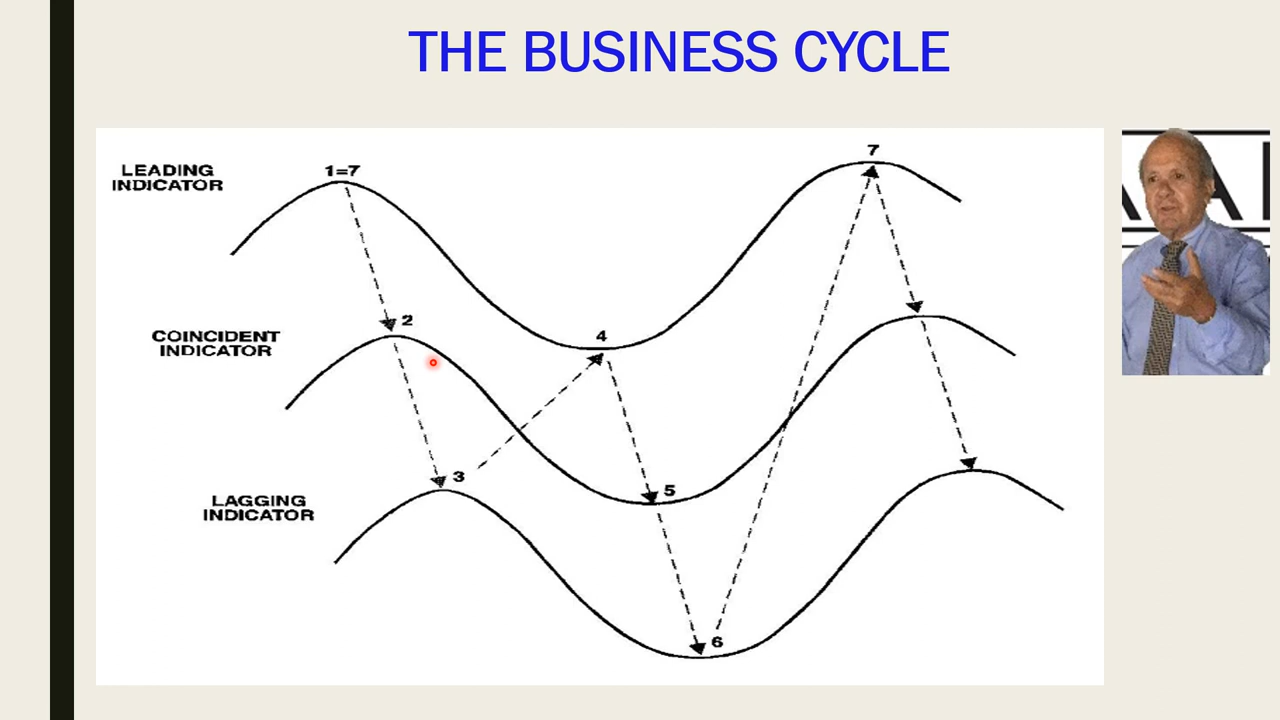 THE BUSINESS CYCLE
LEADING
INDICATOR
1=7
7
COINCIDENT
INDICATOR
2
4
LAGGING
INDICATOR
3
5
6